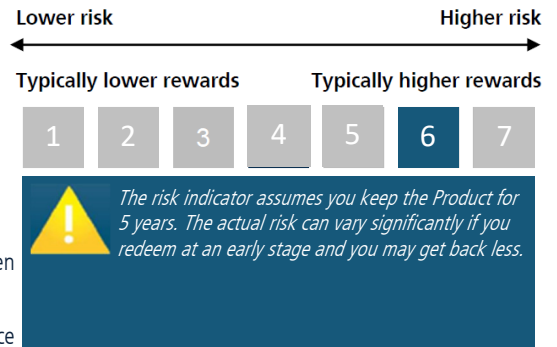 Lower risk Higher risk
Typically lower rewards Typically higher rewards
1 2 3 4 5 6 7
The risk indicator assumes you keep the Product for
5 years. The actual risk can vary significantly if you
redeem at an early stage and you may get back less.
en
ce